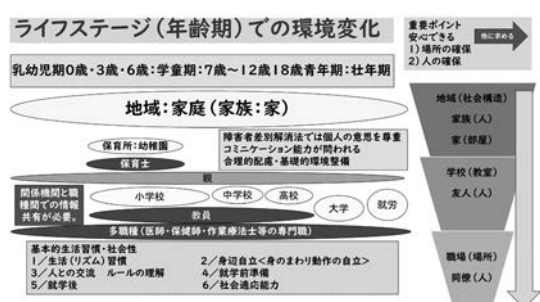 ライフステージ(年齢期)での環境変化
重要ポイント
安心できる
1)場所の確保
2)人の確保
他に求める
乳幼児期0歳・3歳・6歳:学童期:7歳〜12歳18歳青年期:壮年期
地域:家庭(家族:家)
保育所:幼稚園
保育士
障害者差別解消法では個人の意思を尊重
コミニケーション能力が問われる
合理的配慮・基礎的環境整備
親
関係機関と職
種間での情報
共有が必要。
小学校
中学校
高校
大学
就労
教員
多職種(医師・保健師・作業療法士等の専門職)
基本的生活習慣・社会性
1/生活(リズム)習慣
2/身辺自立<身のまわり動作の自立>
3/人との交流 ルールの理解
4/就学前準備
5/就学後
6/社会適応能力
地域(社会構造)
家族(人)
家(部屋)
学校(教室)
友人(人)
職場(場所)
同僚(人)